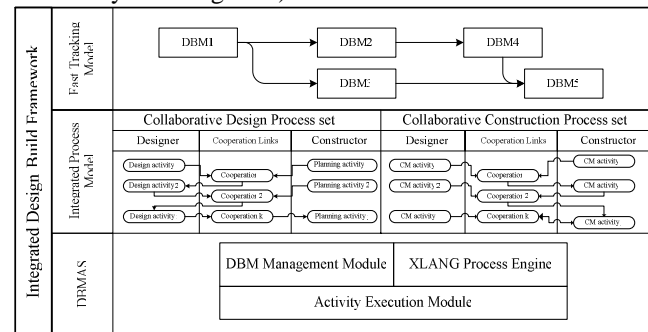 Integrated Design Build Framework
Fast Tracking
Model
DBM1
DBM2
DBM4
DBM3
DBM5
Integrated Process
Model
Collaborative Design Process set
Collaborative Construction Process set
Designer
Cooperation Links
Constructor
Designer
Cooperation Links
Constructor
Design activity
Cooperation
Planning activity
Design activity 2
Cooperation 2
Planning activity 2
Design activity
Cooperation k
Planning activity
CM activity
Cooperation
CM activity
CM activity 2
Cooperation 2
CM activity
CM activity
Cooperation k
CM activity
DBMAS
DBM Management Module
XLANG Process Engine
Activity Execution Module